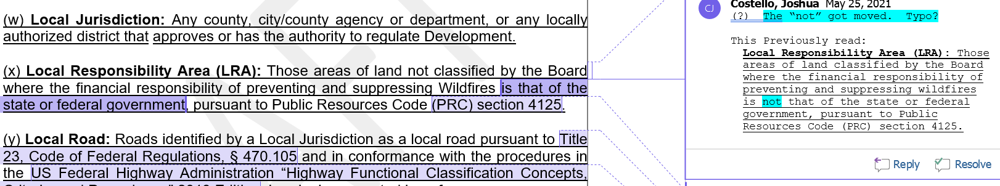 (w) Local Jurisdiction: Any county, city/county agency or department, or any locally
authorized district that approves or has the authority to regulate Development.
(x) Local Responsibility Area (LRA): Those areas of land not classified by the Board
where the financial responsibility of preventing and suppressing Wildfires is that of the
state or federal government, pursuant to Public Resources Code (PRC) section 4125.
(y) Local Road: Roads identified by a Local Jurisdiction as a local road pursuant to Title
23, Code of Federal Regulations, § 470.105 and in conformance with the procedures in
the US Federal Highway Administration “Highway Functional Classification Concepts,
CJ
Costello, Joshua May 25, 2021
(?) The “not” got moved. Typo?
This Previously read:
Local Responsibility Area (LRA): Those
areas of land classified by the Board
where the financial responsibility of
preventing and suppressing wildfires
is not that of the state or federal
government, pursuant to Public
Resources Code (PRC) section 4125.
Reply
Resolve